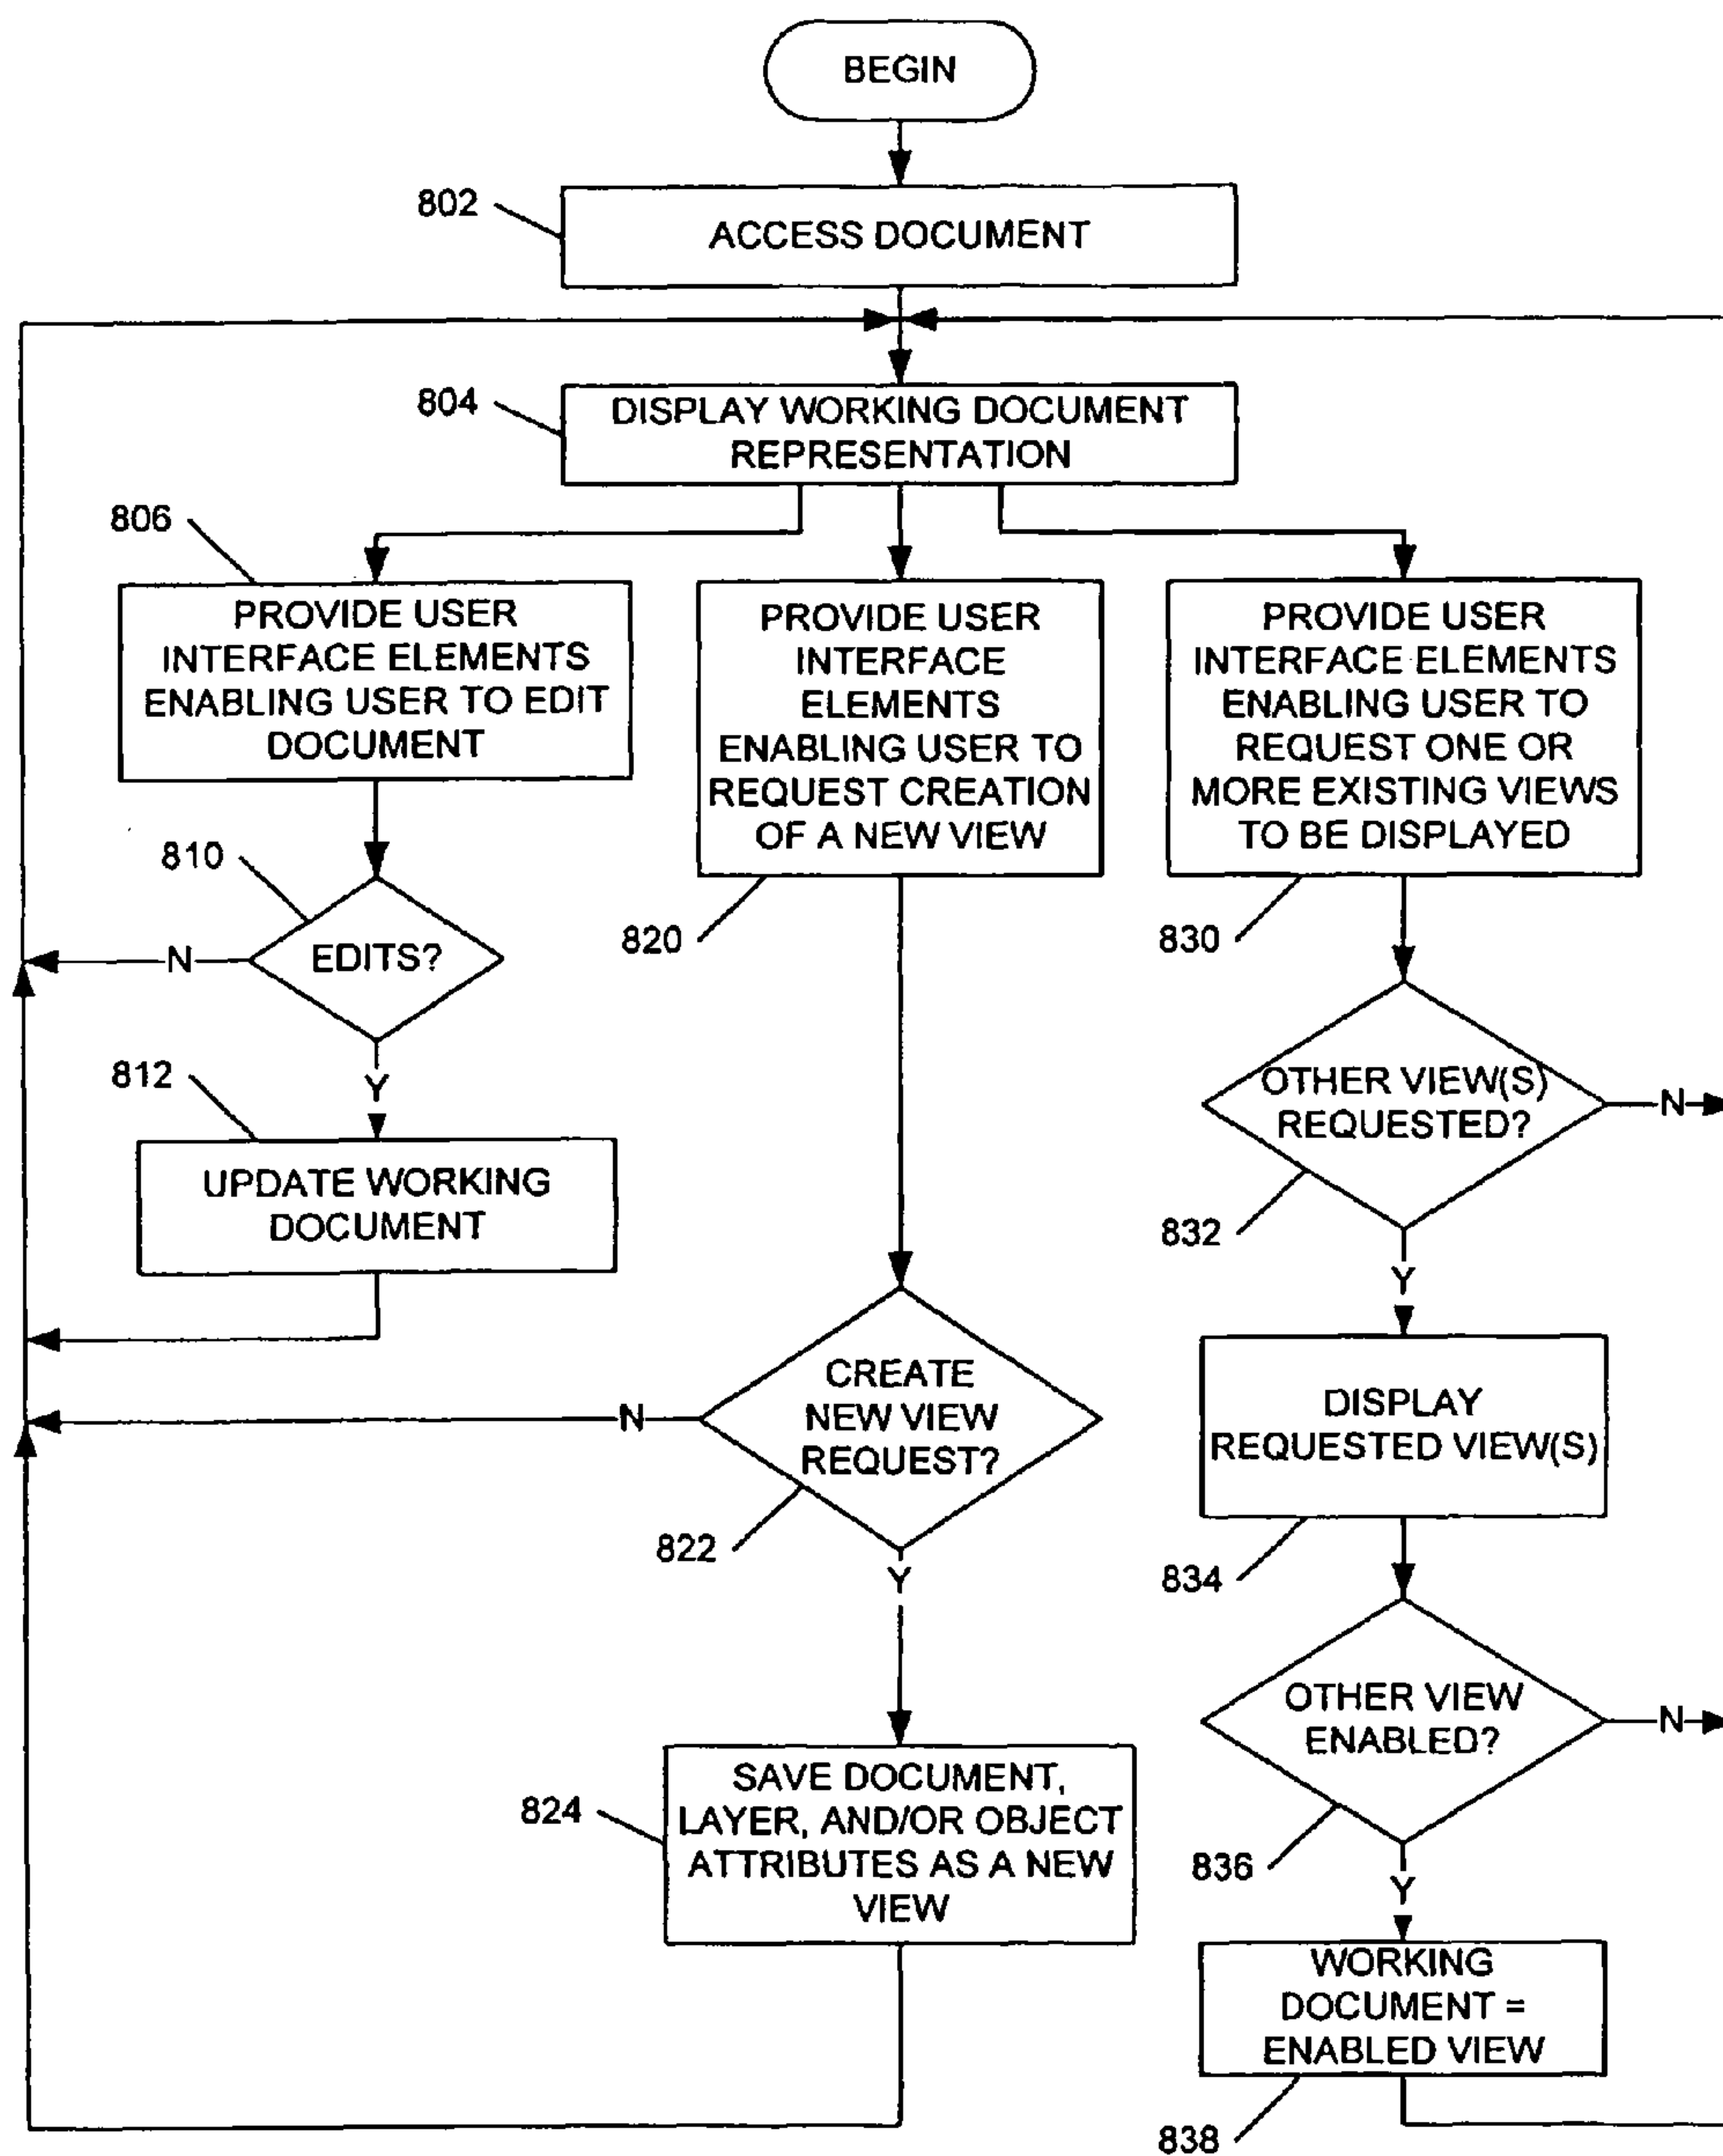 BEGIN
802
ACCESS DOCUMENT
804
DISPLAY WORKING DOCUMENT
REPRESENTATION
806
PROVIDE USER
INTERFACE ELEMENTS
ENABLING USER TO EDIT
DOCUMENT
PROVIDE USER
INTERFACE
ELEMENTS
ENABLING USER TO
REQUEST CREATION
OF A NEW VIEW
PROVIDE USER
INTERFACE ELEMENTS
ENABLING USER TO
REQUEST ONE OR
MORE EXISTING VIEWS
TO BE DISPLAYED
810
820
830
N
EDITS?
Y
812
UPDATE WORKING
DOCUMENT
OTHER VIEW(S)
REQUESTED?
N
832
Y
N
CREATE
NEW VIEW
REQUEST?
822
Y
DISPLAY
REQUESTED VIEW(S)
834
OTHER VIEW
ENABLED?
N
836
Y
824
SAVE DOCUMENT,
LAYER, AND/OR OBJECT
ATTRIBUTES AS A NEW
VIEW
WORKING
DOCUMENT =
ENABLED VIEW
838